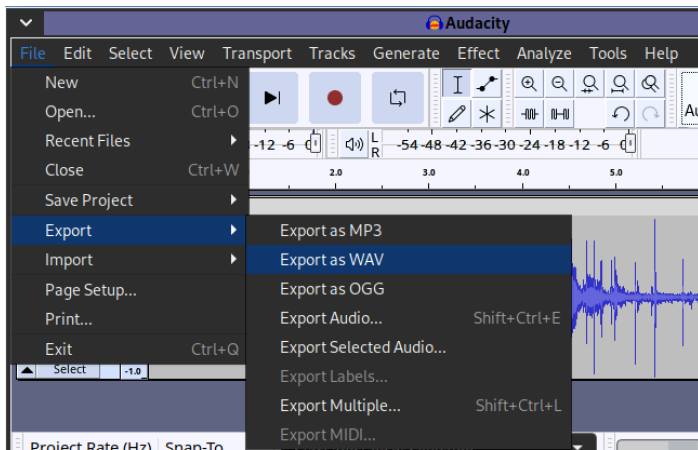 Audacity
File Edit Select View Transport Tracks Generate Effect Analyze Tools Help
New Ctrl+N
Open... Ctrl+O
Recent Files
Close Ctrl+W
Save Project
Export
Import
Page Setup...
Print...
Exit Ctrl+Q
Export as MP3
Export as WAV
Export as OGG
Export Audio... Shift+Ctrl+E
Export Selected Audio...
Export Labels...
Export Multiple... Shift+Ctrl+L
Export MIDI...
-12 -6 0 L R -54 -48 -42 -36 -30 -24 -18 -12 -6 0
2.0 3.0 4.0 5.0
Select -1.0
Project Rate (Hz) Snap-To